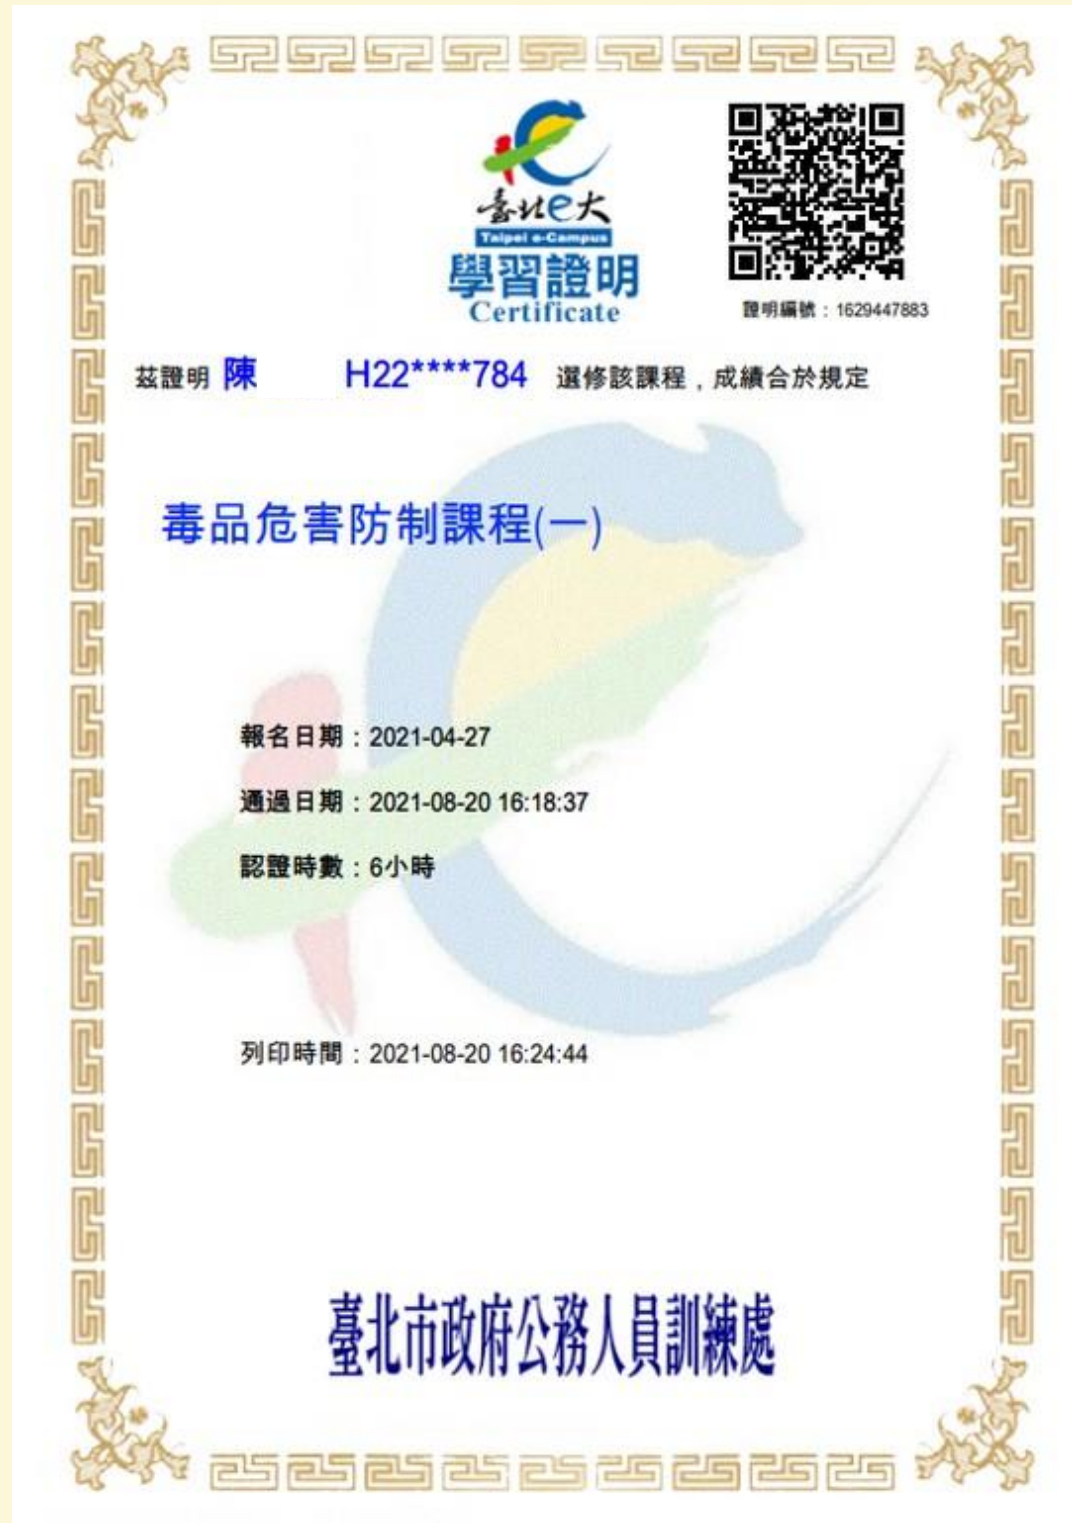 臺北e大
Taipei e-Campus
學習證明
Certificate
證明編號：1629447883
茲證明 陳 H22****784 選修該課程，成績合於規定
毒品危害防制課程(一)
報名日期：2021-04-27
通過日期：2021-08-20 16:18:37
認證時數：6小時
列印時間：2021-08-20 16:24:44
臺北市政府公務人員訓練處